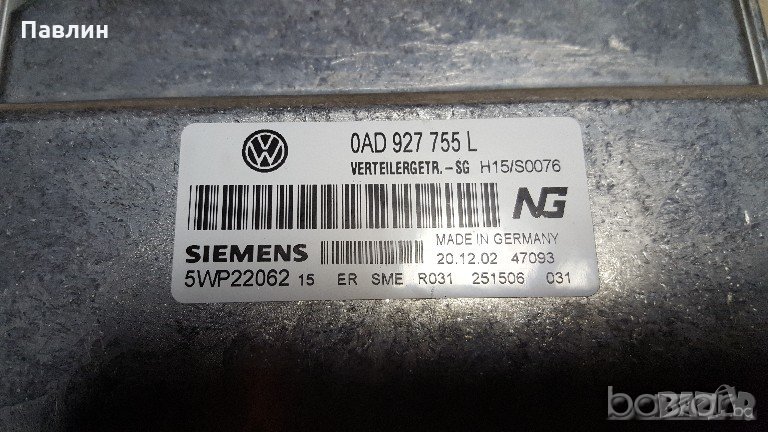 Павлин
0AD 927 755 L
VERTEILERGETR.-SG H15/S0076
NG
MADE IN GERMANY
SIEMENS 20.12.02 47093
5WP22062 15 ER SME R031 251506 031